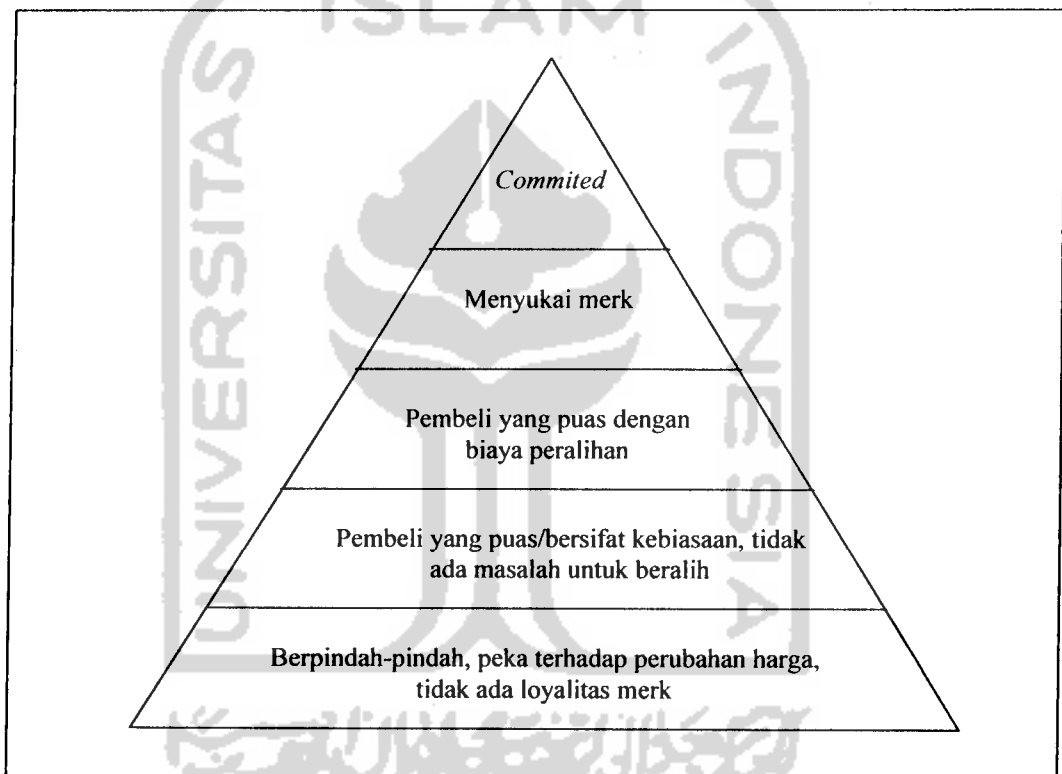 ISLAM
UNIVERSITAS
INDONESIA
Commited
Menyukai merk
Pembeli yang puas dengan
biaya peralihan
Pembeli yang puas/bersifat kebiasaan, tidak
ada masalah untuk beralih
Berpindah-pindah, peka terhadap perubahan harga,
tidak ada loyalitas merk